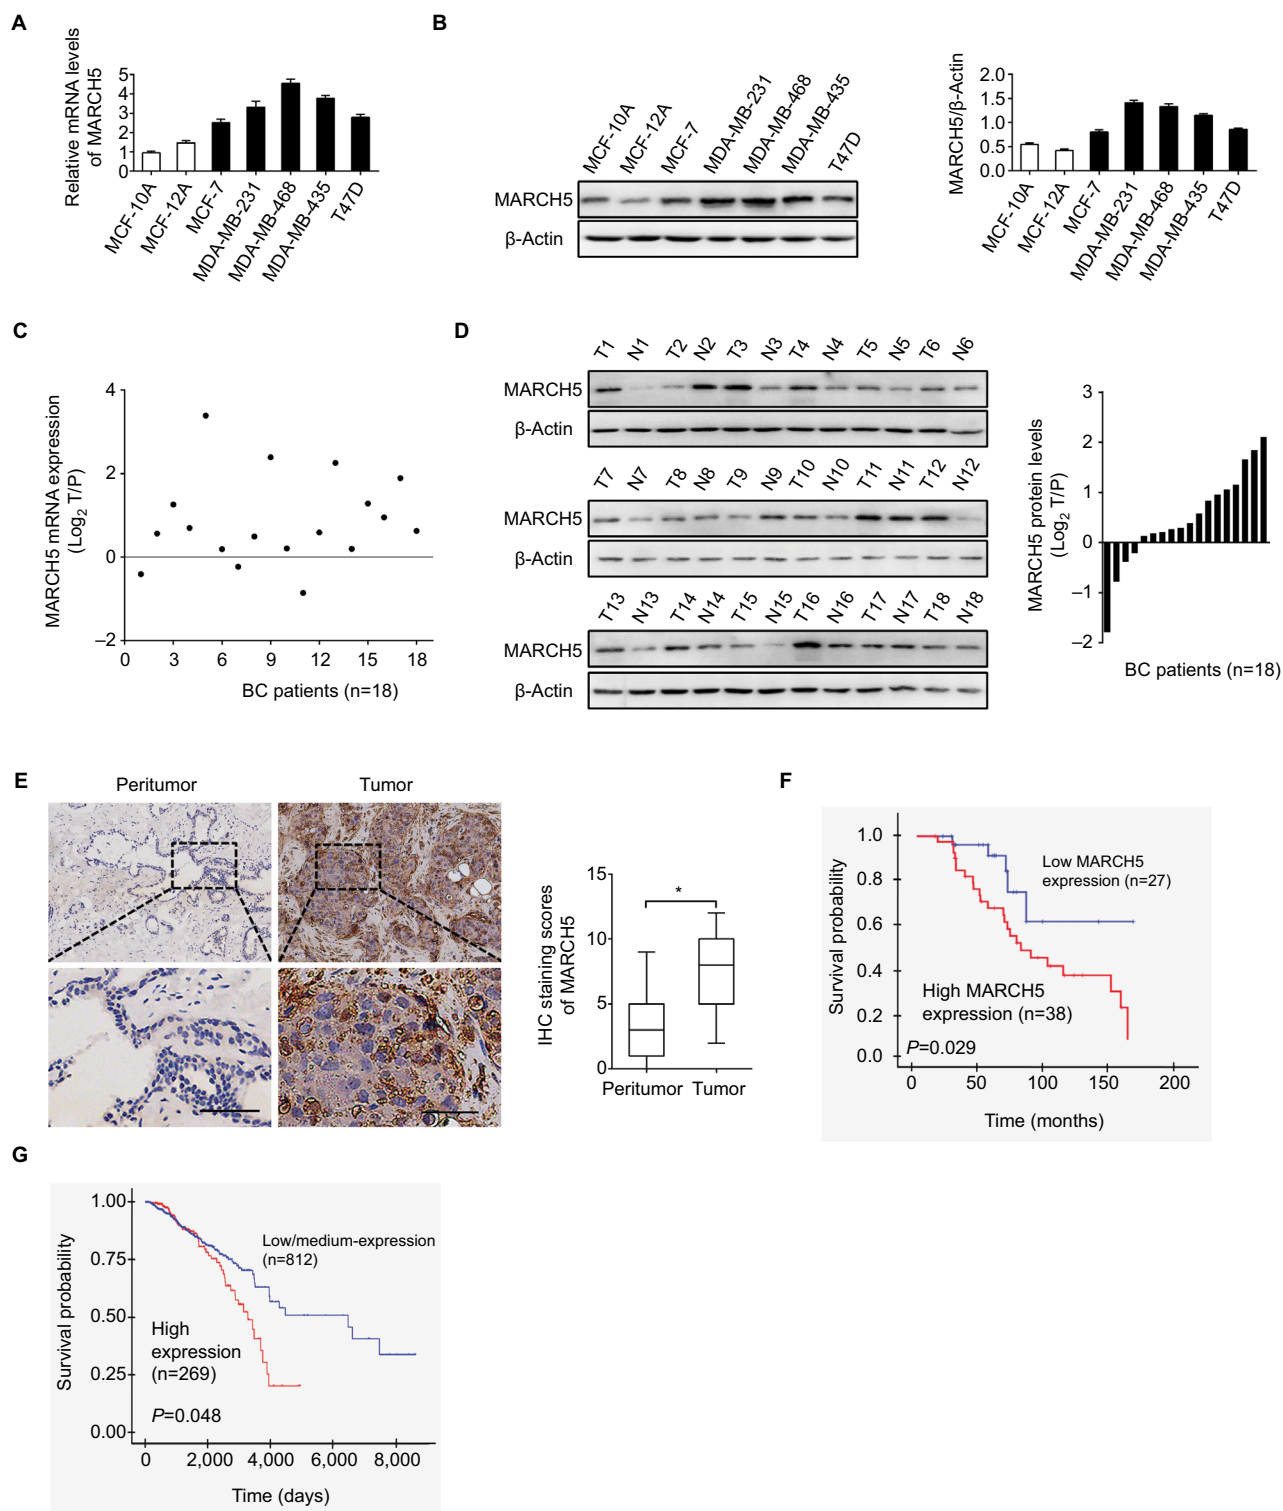 A
Relative mRNA levels
of MARCH5
5
4
3
2
1
0
MCF-10A
MCF-12A
MCF-7
MDA-MB-231
MDA-MB-468
MDA-MB-435
T47D
B
MCF-10A
MCF-12A
MCF-7
MDA-MB-231
MDA-MB-468
MDA-MB-435
T47D
MARCH5
β-Actin
MARCH5/β-Actin
2.0
1.5
1.0
0.5
0.0
MCF-10A
MCF-12A
MCF-7
MDA-MB-231
MDA-MB-468
MDA-MB-435
T47D
C
MARCH5 mRNA expression
(Log2 T/P)
4
2
0
–2
0 3 6 9 12 15 18
BC patients (n=18)
D
T1 N1 T2 N2 T3 N3 T4 N4 T5 N5 T6 N6
MARCH5
β-Actin
T7 N7 T8 N8 T9 N9 T10 N10 T11 N11 T12 N12
MARCH5
β-Actin
T13 N13 T14 N14 T15 N15 T16 N16 T17 N17 T18 N18
MARCH5
β-Actin
MARCH5 protein levels
(Log2 T/P)
3
2
1
0
–1
–2
BC patients (n=18)
E
Peritumor Tumor
IHC staining scores
of MARCH5
15
10
5
0
*
Peritumor Tumor
F
Survival probability
1.0
0.8
0.6
0.4
0.2
0.0
Low MARCH5
expression (n=27)
High MARCH5
expression (n=38)
P=0.029
0 50 100 150 200
Time (months)
G
Survival probability
1.00
0.75
0.50
0.25
0.00
Low/medium-expression
(n=812)
High
expression
(n=269)
P=0.048
0 2,000 4,000 6,000 8,000
Time (days)